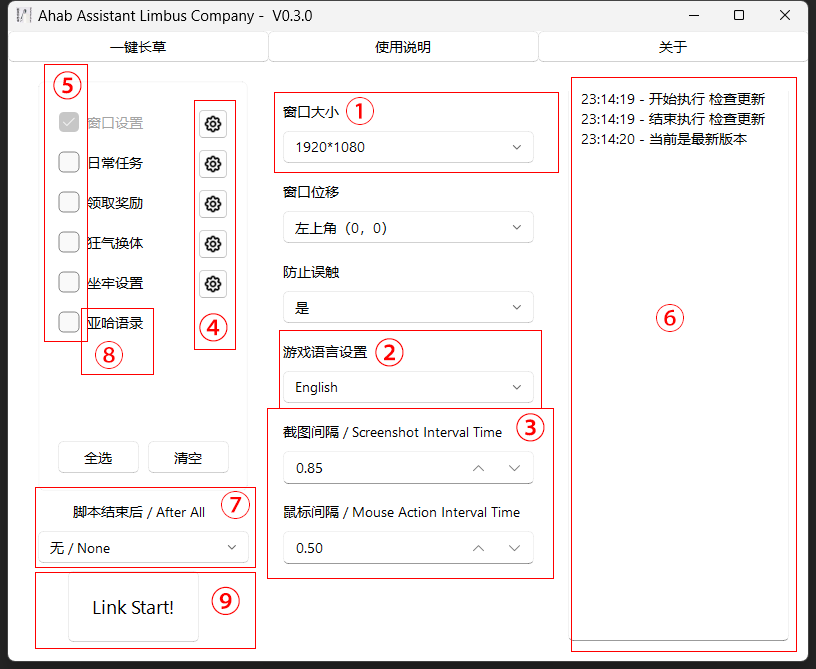 Ahab Assistant Limbus Company - V0.3.0
一键长草
使用说明
关于
⑤
窗口设置
日常任务
领取奖励
狂气换体
坐牢设置
亚哈语录
⑧
④
全选
清空
脚本结束后 / After All
⑦
无 / None
Link Start!
⑨
窗口大小
①
1920*1080
窗口位移
左上角（0，0）
防止误触
是
游戏语言设置
②
English
截图间隔 / Screenshot Interval Time
③
0.85
鼠标间隔 / Mouse Action Interval Time
0.50
23:14:19 - 开始执行 检查更新
23:14:19 - 结束执行 检查更新
23:14:20 - 当前是最新版本
⑥